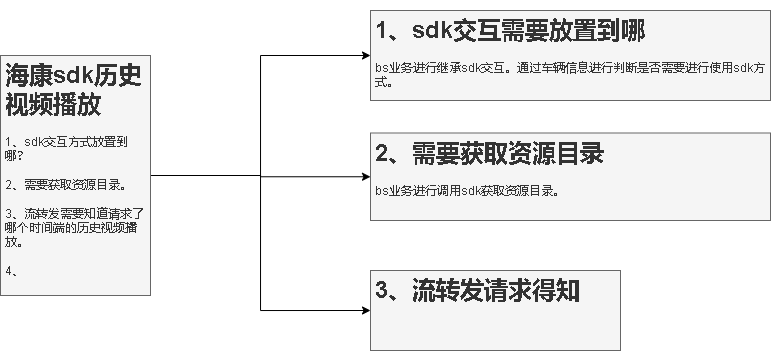 海康sdk历史
视频播放
1、sdk交互方式放置到
哪？
2、需要获取资源目录。
3、流转发需要知道请求了
哪个时间端的历史视频播
放。
4、
1、sdk交互需要放置到哪
bs业务进行继承sdk交互。通过车辆信息进行判断是否需要进行使用sdk方
式。
2、需要获取资源目录
bs业务进行调用sdk获取资源目录。
3、流转发请求得知